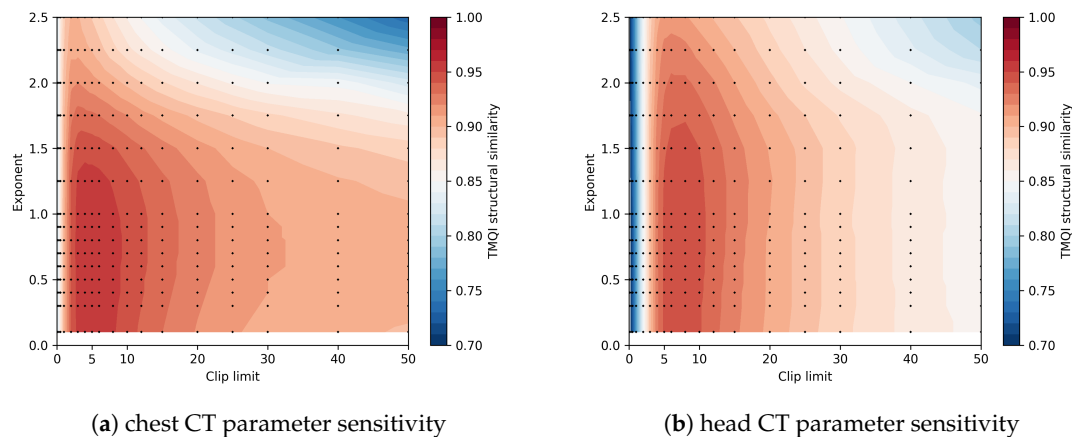 2.5
2.0
1.5
1.0
0.5
0.0
Exponent
0 5 10 20 30 40 50
Clip limit
1.00
0.95
0.90
0.85
0.80
0.75
0.70
TMQI structural similarity
(a) chest CT parameter sensitivity
2.5
2.0
1.5
1.0
0.5
0.0
Exponent
0 5 10 20 30 40 50
Clip limit
1.00
0.95
0.90
0.85
0.80
0.75
0.70
TMQI structural similarity
(b) head CT parameter sensitivity